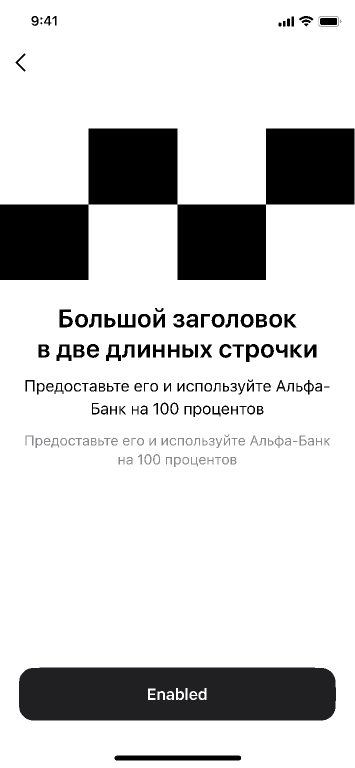 9:41
Большой заголовок
в две длинных строчки
Предоставьте его и используйте Альфа-
Банк на 100 процентов
Предоставьте его и используйте Альфа-Банк
на 100 процентов
Enabled